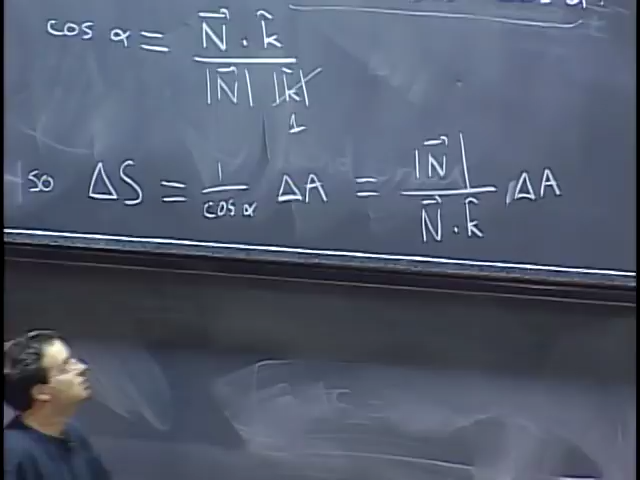 cos α = N⃗ · k̂ / |N⃗| |k̂| 1
so ΔS = 1/cos α ΔA = |N⃗| / N⃗ · k̂ ΔA